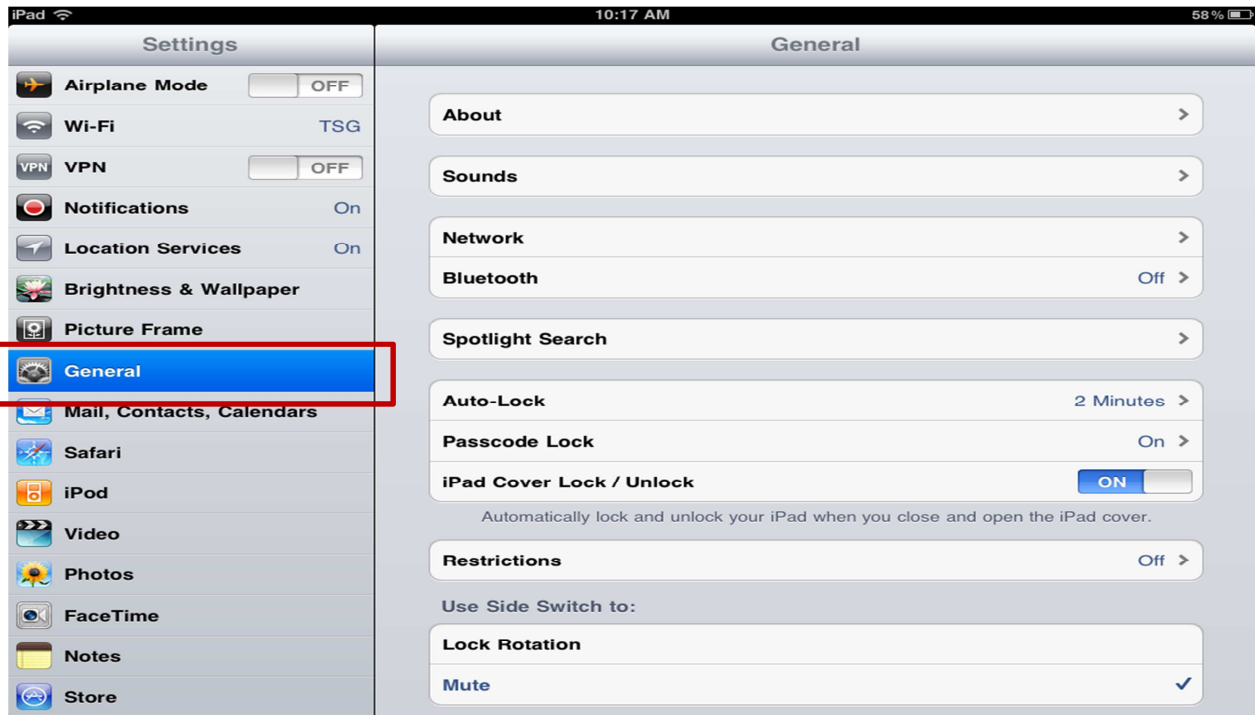 iPad 10:17 AM 58%
Settings
Airplane Mode OFF
Wi-Fi TSG
VPN VPN OFF
Notifications On
Location Services On
Brightness & Wallpaper
Picture Frame
General
Mail, Contacts, Calendars
Safari
iPod
Video
Photos
FaceTime
Notes
Store
General
About
Sounds
Network
Bluetooth Off
Spotlight Search
Auto-Lock 2 Minutes
Passcode Lock On
iPad Cover Lock / Unlock ON
Automatically lock and unlock your iPad when you close and open the iPad cover.
Restrictions Off
Use Side Switch to:
Lock Rotation
Mute